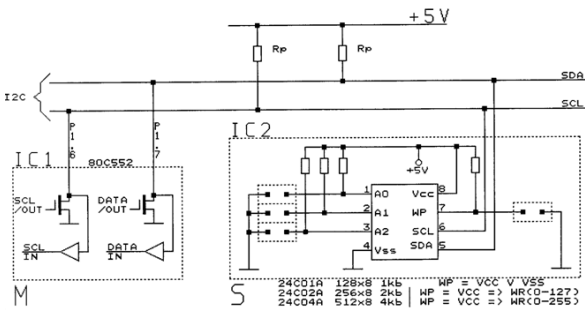 +5V
Rp Rp
SDA
I2C
SCL
P1.6
P1.7
IC1 80C552
IC2
+5V
SCL
/OUT
DATA
/OUT
1 A0 Vcc 8
2 A1 WP 7
3 A2 SCL 6
4 Vss SDA 5
SCL
IN
DATA
IN
M
S
24C01A 128x8 1kb WP = VCC V VSS
24C02A 256x8 2kb | WP = VCC => WR(0-127)
24C04A 512x8 4kb | WP = VCC => WR(0-255)